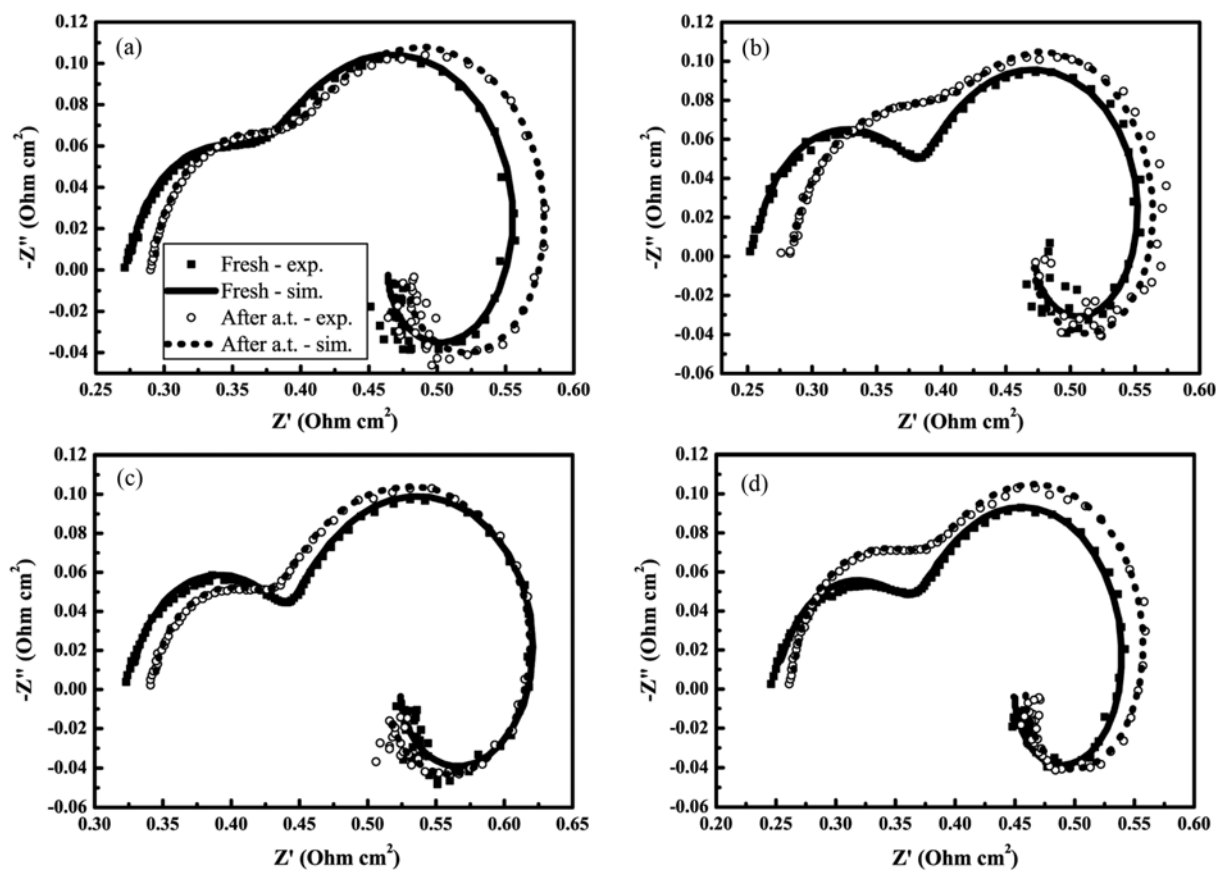 (a)
0.12
0.10
0.08
0.06
0.04
0.02
0.00
-0.02
-0.04
-Z'' (Ohm cm²)
Fresh - exp.
Fresh - sim.
After a.t. - exp.
After a.t. - sim.
0.25 0.30 0.35 0.40 0.45 0.50 0.55 0.60
Z' (Ohm cm²)
(b)
0.12
0.10
0.08
0.06
0.04
0.02
0.00
-0.02
-0.04
-0.06
-Z'' (Ohm cm²)
0.25 0.30 0.35 0.40 0.45 0.50 0.55 0.60
Z' (Ohm cm²)
(c)
0.12
0.10
0.08
0.06
0.04
0.02
0.00
-0.02
-0.04
-0.06
-Z'' (Ohm cm²)
0.30 0.35 0.40 0.45 0.50 0.55 0.60 0.65
Z' (Ohm cm²)
(d)
0.12
0.10
0.08
0.06
0.04
0.02
0.00
-0.02
-0.04
-0.06
-Z'' (Ohm cm²)
0.20 0.25 0.30 0.35 0.40 0.45 0.50 0.55 0.60
Z' (Ohm cm²)